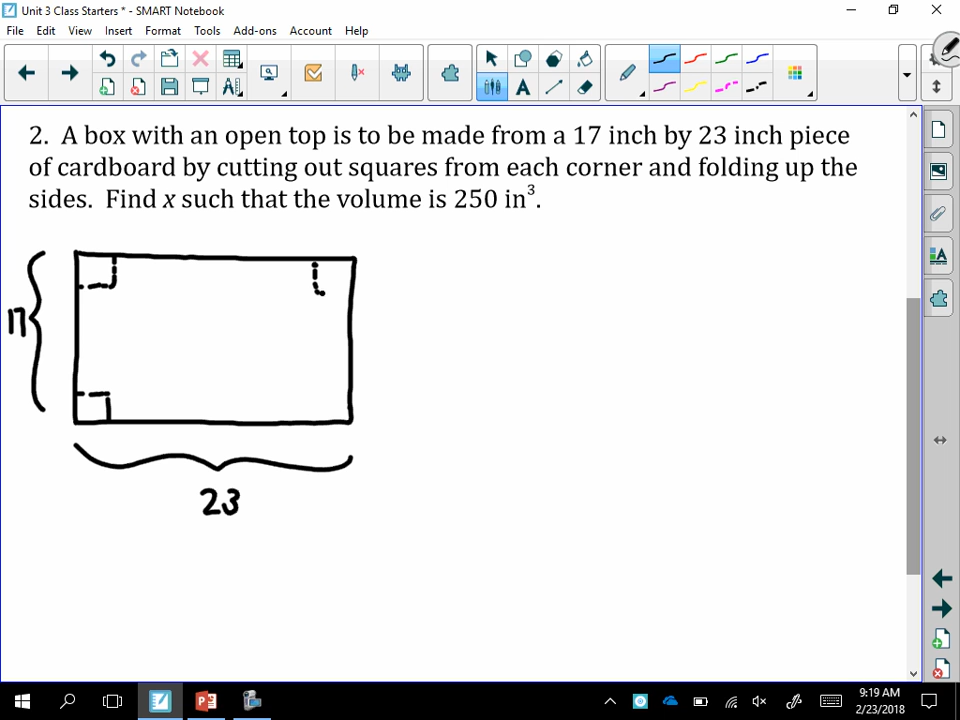 Unit 3 Class Starters * - SMART Notebook
File Edit View Insert Format Tools Add-ons Account Help
2. A box with an open top is to be made from a 17 inch by 23 inch piece
of cardboard by cutting out squares from each corner and folding up the
sides. Find x such that the volume is 250 in³.
17
23
9:19 AM
2/23/2018